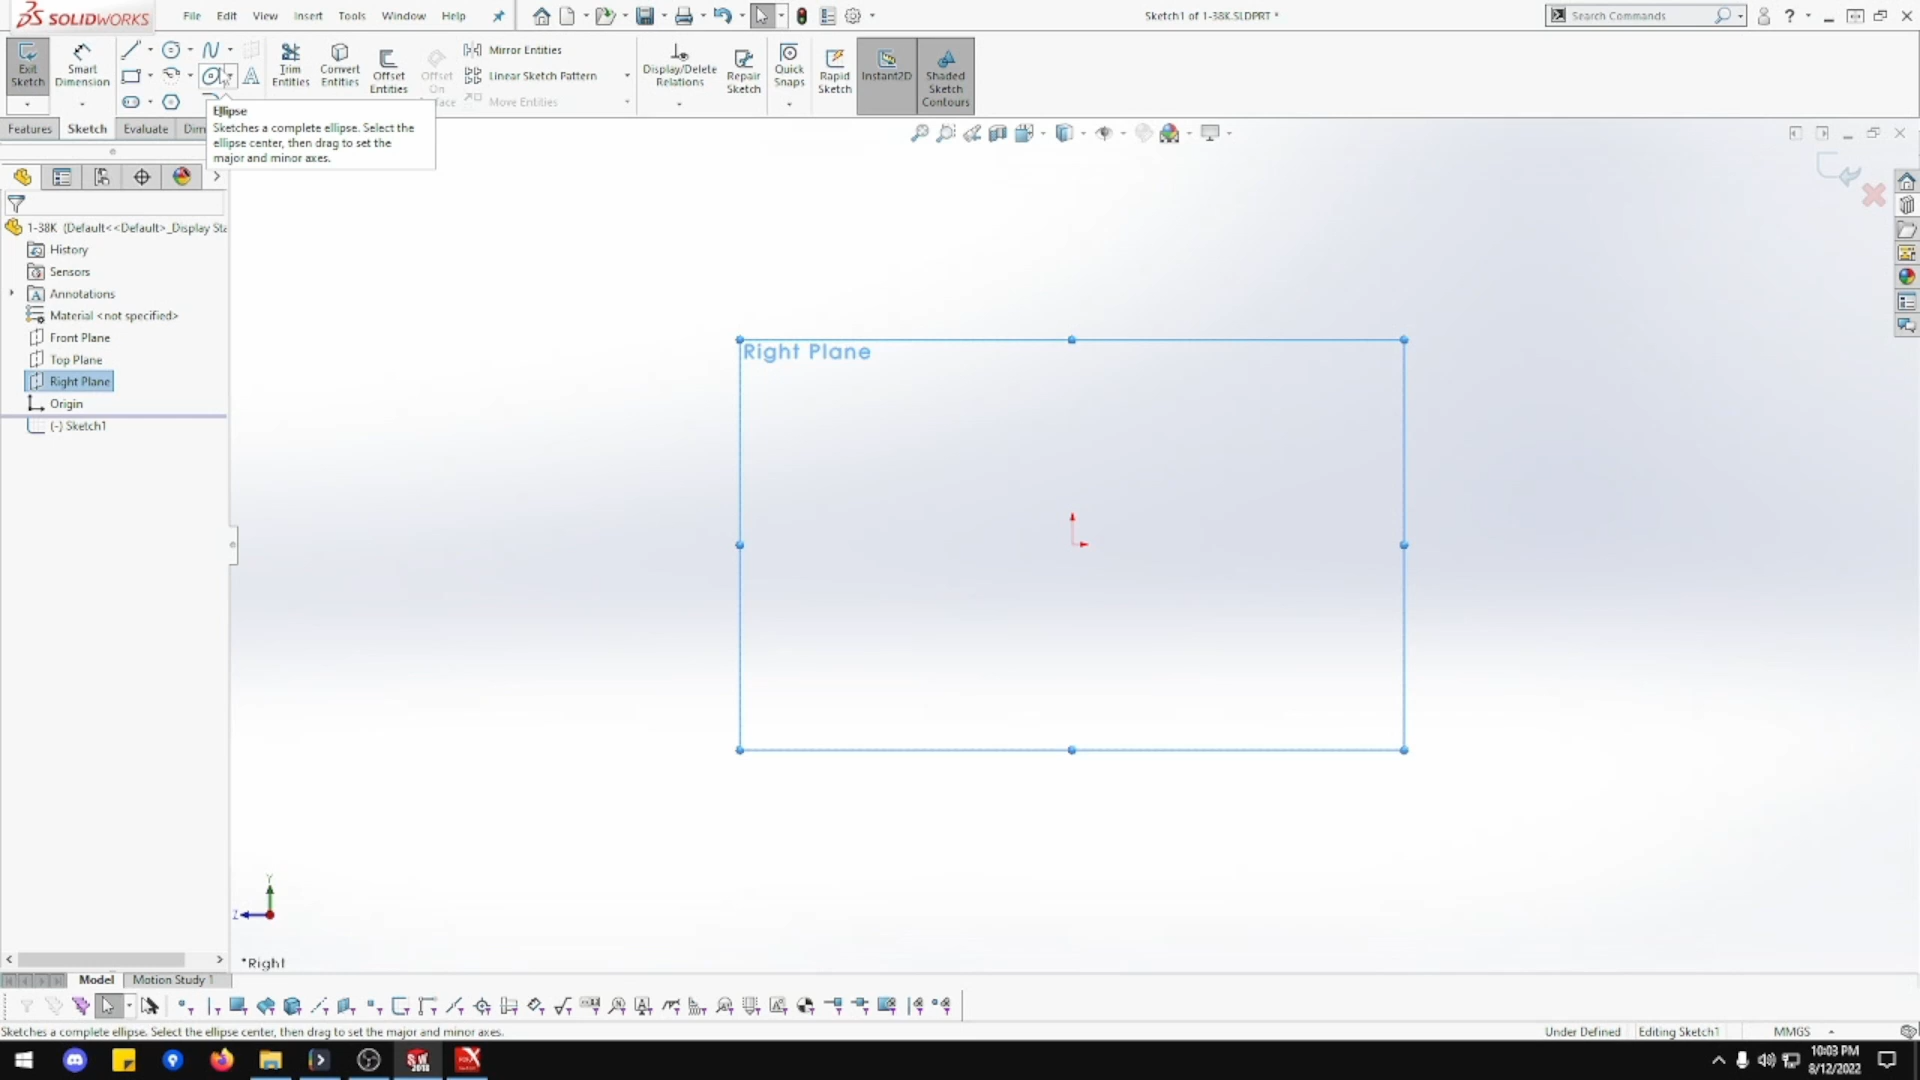 SOLIDWORKS
File Edit View Insert Tools Window Help
Sketch1 of 1-38K.SLDPRT *
Search Commands
Exit Sketch
Smart Dimension
Trim Entities
Convert Entities
Offset Entities
Offset On
face
Mirror Entities
Linear Sketch Pattern
Move Entities
Display/Delete Relations
Repair Sketch
Quick Snaps
Rapid Sketch
Instant2D
Shaded Sketch Contours
Ellipse
Sketches a complete ellipse. Select the
ellipse center, then drag to set the
major and minor axes.
Features Sketch Evaluate Dim
1-38K (Default<<Default>_Display Sta
History
Sensors
Annotations
Material <not specified>
Front Plane
Top Plane
Right Plane
Origin
(-) Sketch1
Right Plane
Y
Z
*Right
Model Motion Study 1
Sketches a complete ellipse. Select the ellipse center, then drag to set the major and minor axes.
Under Defined Editing Sketch1 MMGS
10:03 PM
8/12/2022